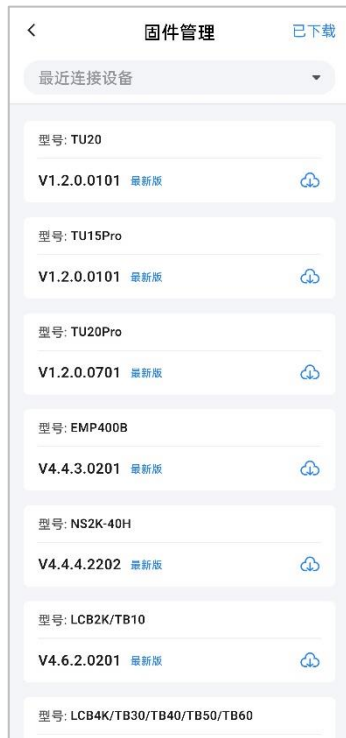 固件管理 已下载
最近连接设备
型号: TU20
V1.2.0.0101 最新版
型号: TU15Pro
V1.2.0.0101 最新版
型号: TU20Pro
V1.2.0.0701 最新版
型号: EMP400B
V4.4.3.0201 最新版
型号: NS2K-40H
V4.4.4.2202 最新版
型号: LCB2K/TB10
V4.6.2.0201 最新版
型号: LCB4K/TB30/TB40/TB50/TB60